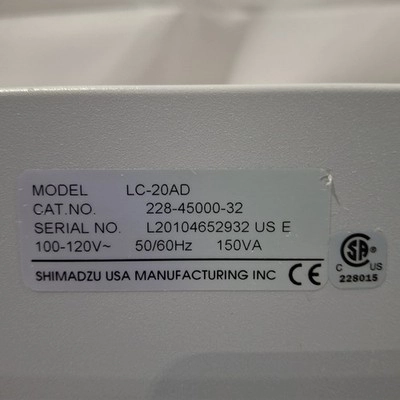 MODEL LC-20AD
CAT.NO. 228-45000-32
SERIAL NO. L20104652932 US E
100-120V~ 50/60Hz 150VA
SHIMADZU USA MANUFACTURING INC CE
SA
C US
228015